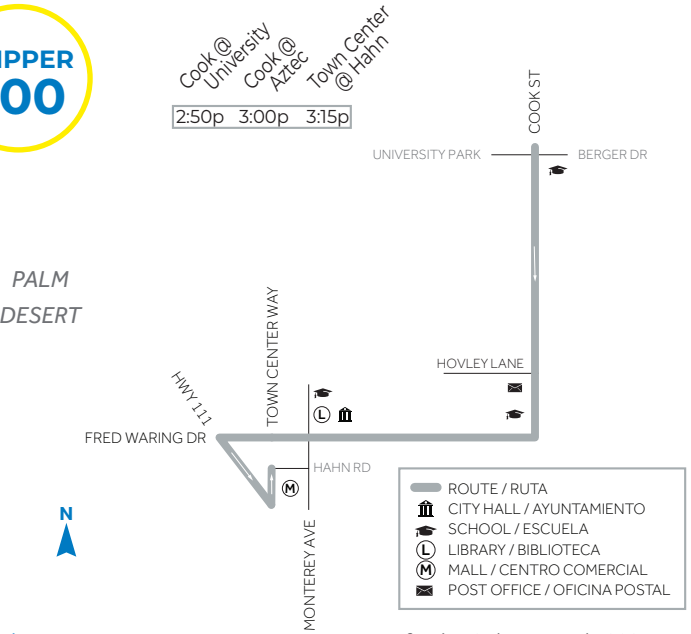 IPPER
00
Cook @
University
Cook @
Aztec
Town Center
@ Hahn
2:50p 3:00p 3:15p
COOK ST
UNIVERSITY PARK
BERGER DR
PALM
DESERT
TOWN CENTER WAY
HOVLEY LANE
HWY 111
L
FRED WARING DR
HAHN RD
M
N
MONTEREY AVE
ROUTE / RUTA
CITY HALL / AYUNTAMIENTO
SCHOOL / ESCUELA
L LIBRARY / BIBLIOTECA
M MALL / CENTRO COMERCIAL
POST OFFICE / OFICINA POSTAL